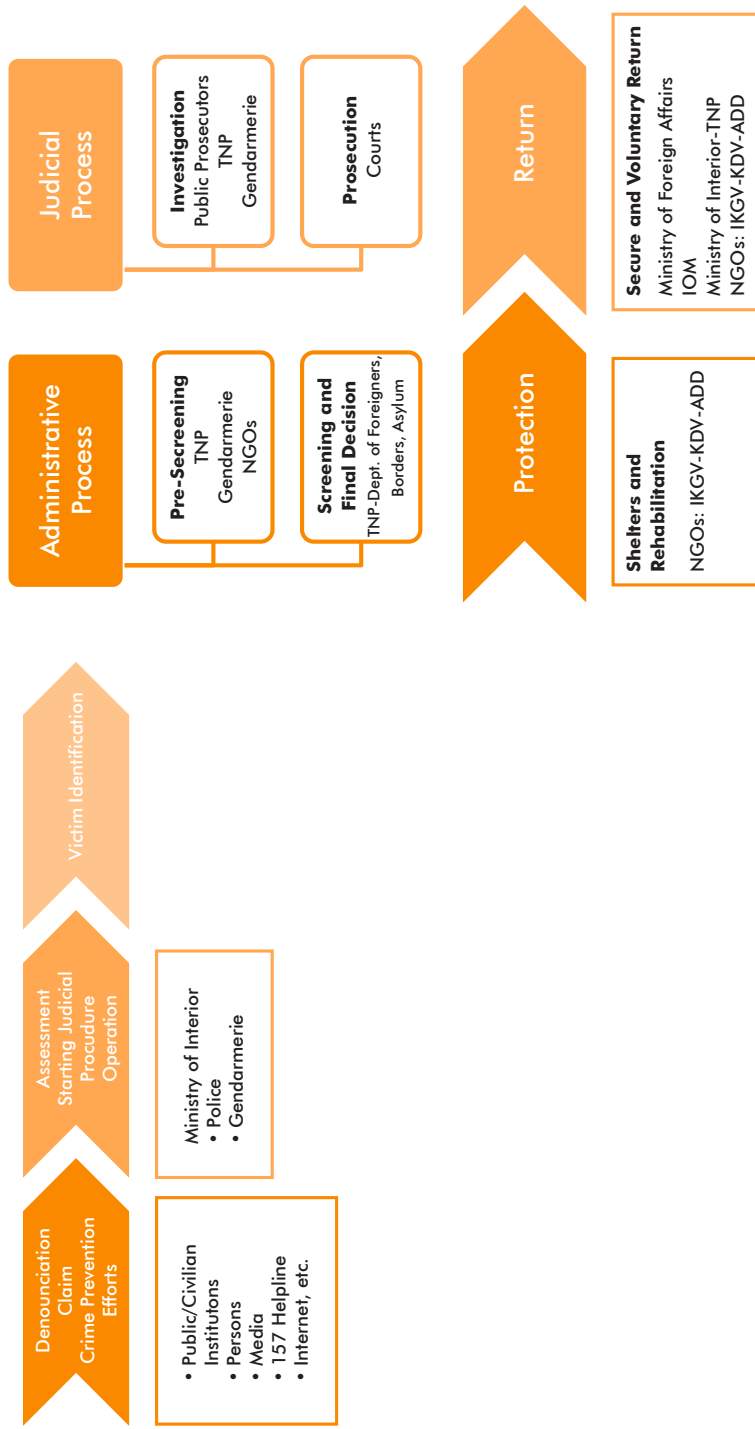 Denounciation
Claim
Crime Prevention
Efforts
• Public/Civilian
Institutons
• Persons
• Media
• 157 Helpline
• Internet, etc.
Assessment
Starting Judicial
Procudure
Operation
Ministry of Interior
• Police
• Gendarmerie
Victim Identification
Administrative
Process
Pre-Secreening
TNP
Gendarmerie
NGOs
Screening and
Final Decision
TNP-Dept. of Foreigners,
Borders, Asylum
Judicial
Process
Investigation
Public Prosecutors
TNP
Gendarmerie
Prosecution
Courts
Protection
Shelters and
Rehabilitation
NGOs: IKGV-KDV-ADD
Return
Secure and Voluntary Return
Ministry of Foreign Affairs
IOM
Ministry of Interior-TNP
NGOs: IKGV-KDV-ADD